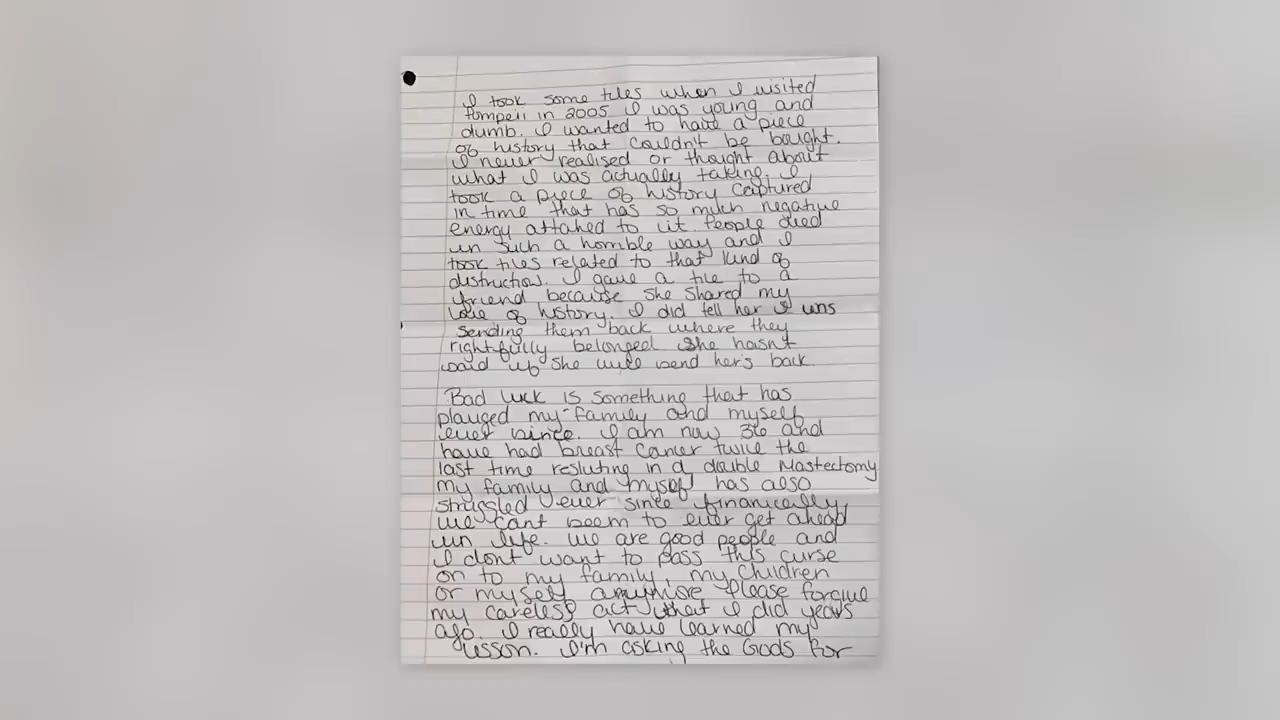 I took some tiles when I visited
Pompeii in 2005 I was young and
dumb. I wanted to have a piece
of history that couldn't be bought.
I never realised or thought about
what I was actually taking. I
took a piece of history captured
in time that has so much negative
energy attahed to it. People died
in such a horrible way and I
took tiles related to that kind of
distruction. I gave a tile to a
friend because she shared my
love of history. I did tell her I was
sending them back where they
rightfully belonged she hasn't
said if she will send her's back.
Bad luck is something that has
plauged my family and myself
ever since. I am now 36 and
have had breast cancer twice the
last time resluting in a double Mastectomy
my family and myself has also
struggled ever since finanically
we cant seem to ever get ahead
in life. We are good people and
I dont want to pass this curse
on to my family, my children
or myself anymore Please forgive
my careless act that I did years
ago. I really have learned my
lesson. I'm asking the Gods for